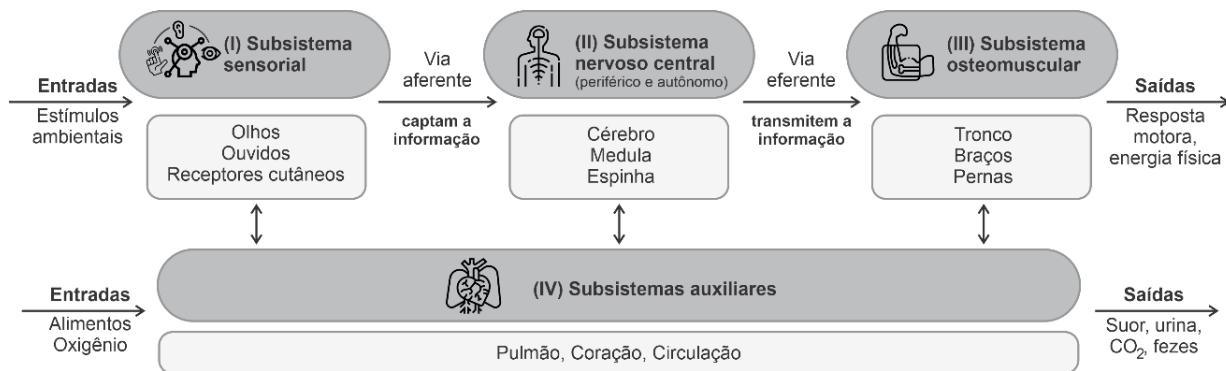 (I) Subsistema
sensorial
Via
aferente
(II) Subsistema
nervoso central
(periférico e autônomo)
Via
eferente
(III) Subsistema
osteomuscular
Entradas
Estímulos
ambientais
captam a
informação
transmitem a
informação
Saídas
Resposta
motora,
energia física
Olhos
Ouvidos
Receptores cutâneos
Cérebro
Medula
Espinha
Tronco
Braços
Pernas
Entradas
Alimentos
Oxigênio
(IV) Subsistemas auxiliares
Saídas
Suor, urina,
CO₂, fezes
Pulmão, Coração, Circulação